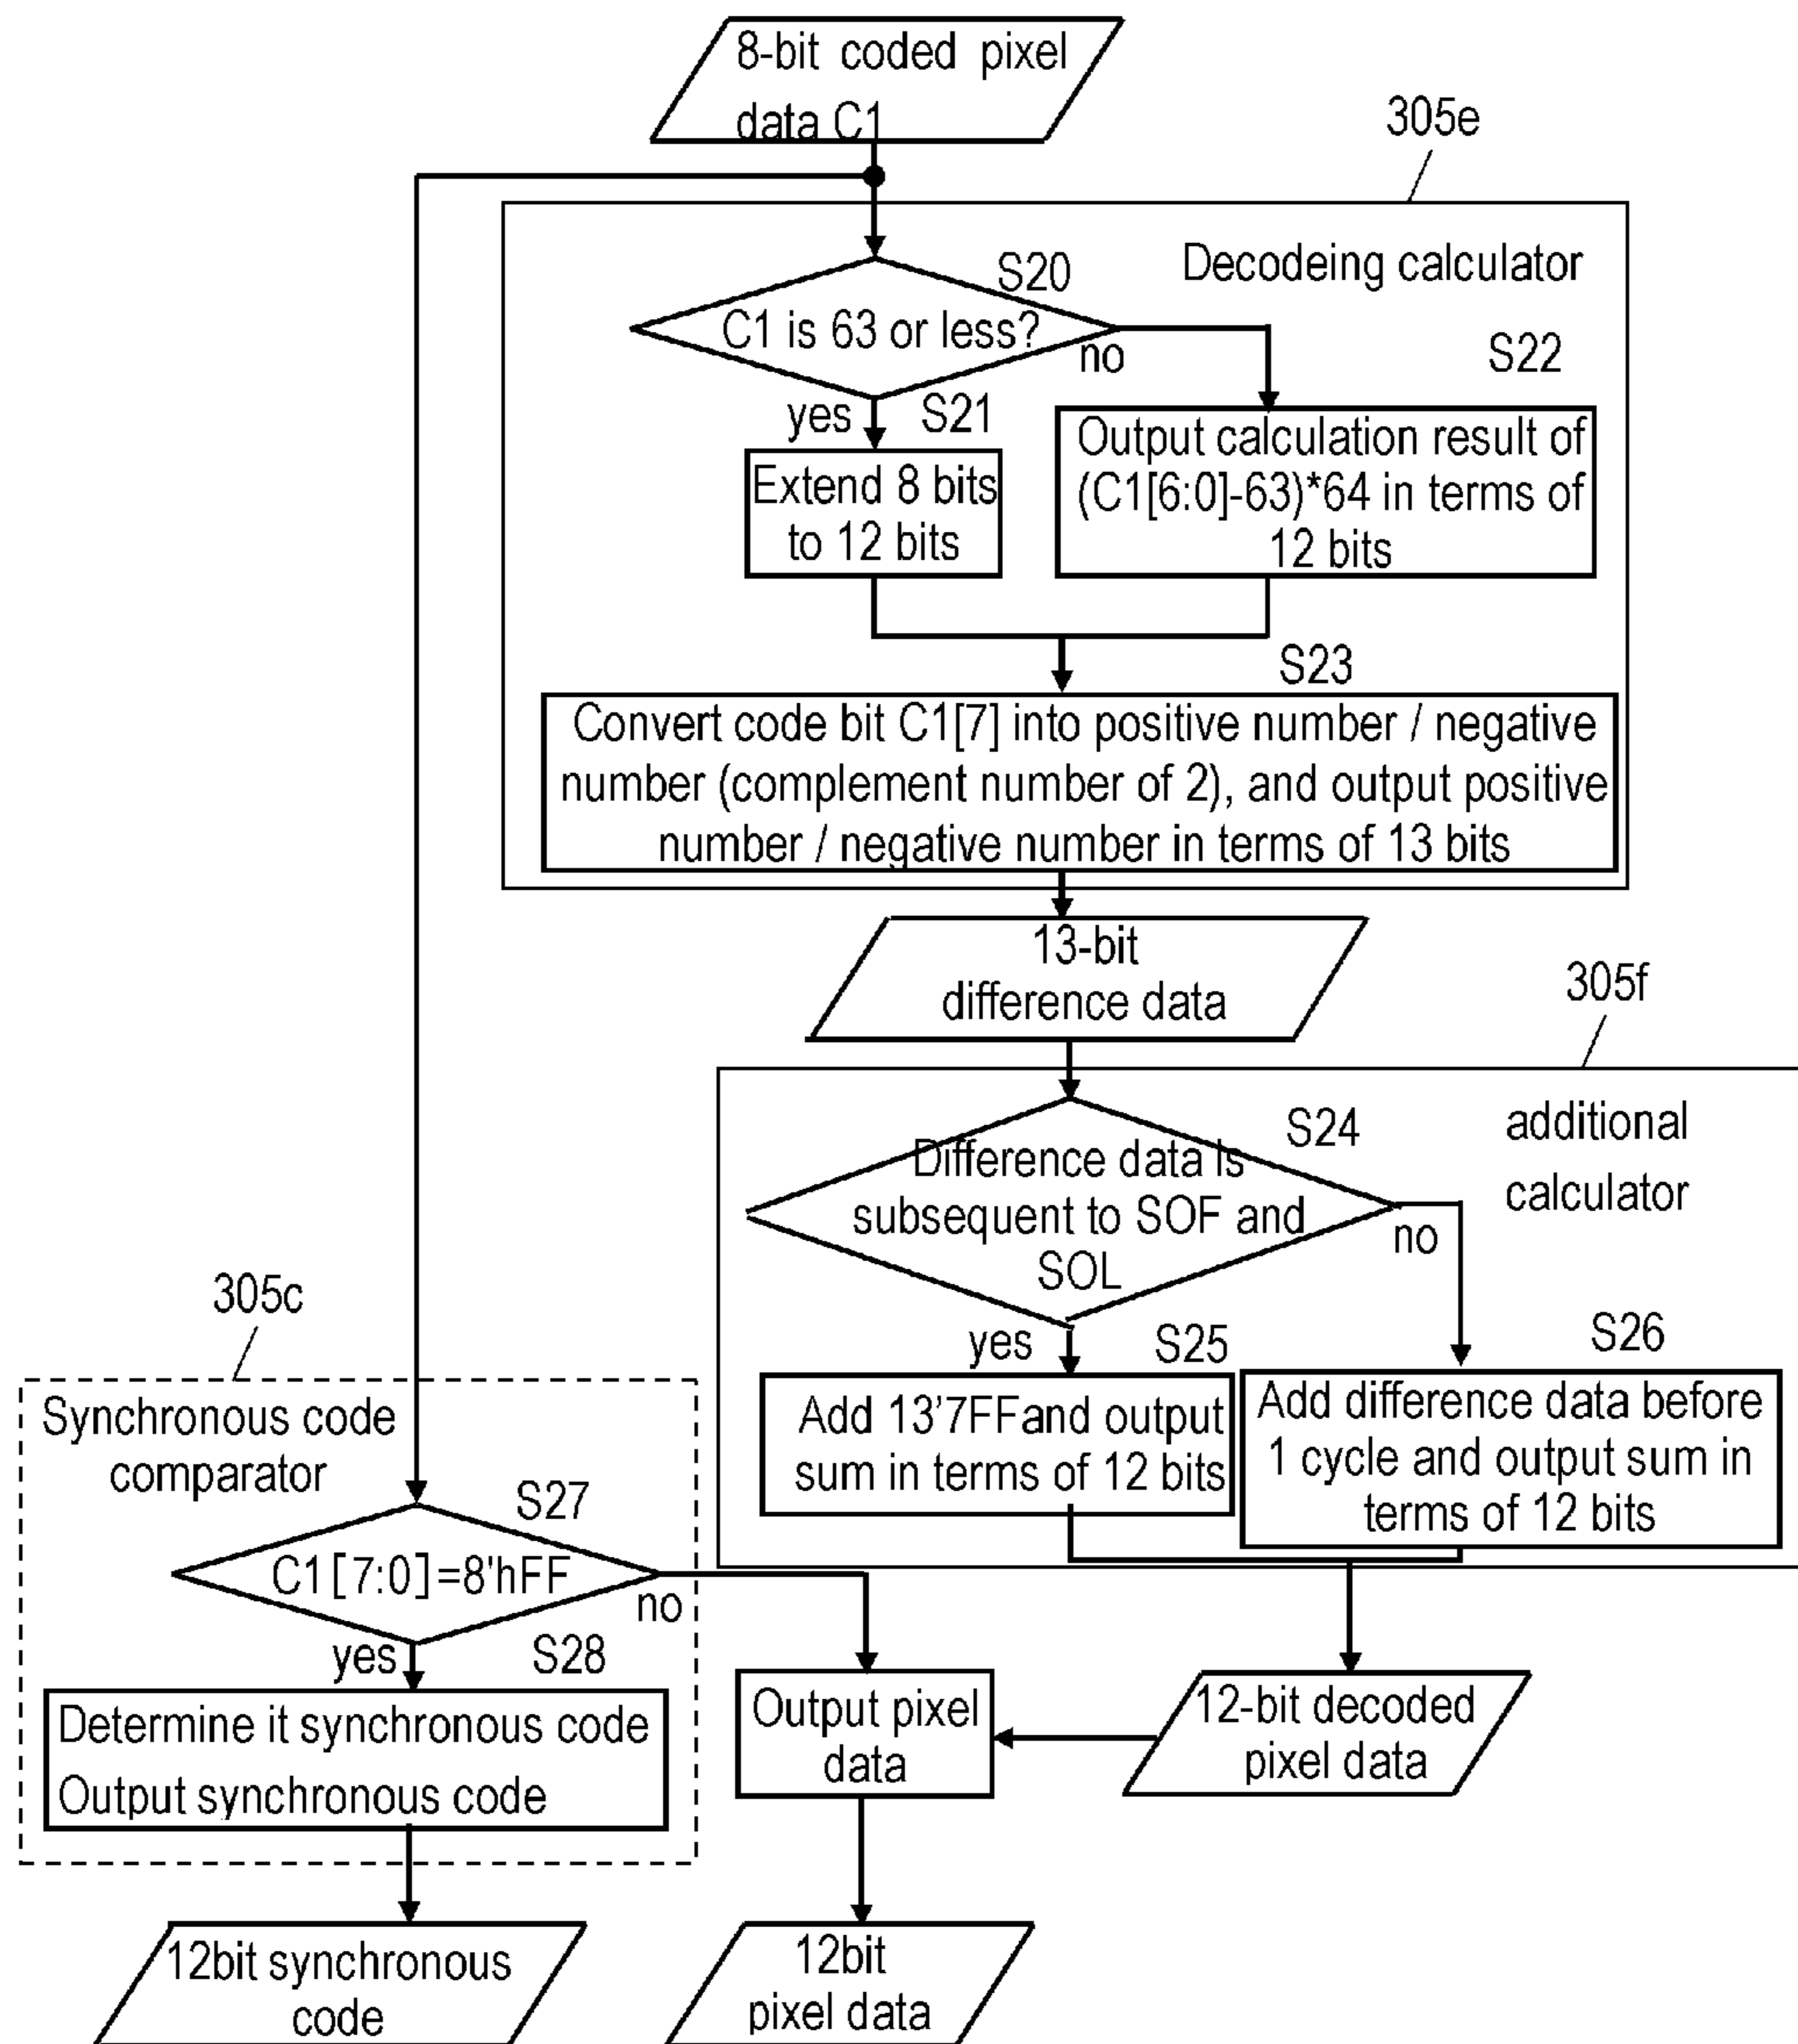 8-bit coded pixel
data C1
305e
Decodeing calculator
S20
C1 is 63 or less?
no
S22
yes
S21
Output calculation result of
(C1[6:0]-63)*64 in terms of
12 bits
Extend 8 bits
to 12 bits
S23
Convert code bit C1[7] into positive number / negative
number (complement number of 2), and output positive
number / negative number in terms of 13 bits
13-bit
difference data
305f
additional
calculator
S24
Difference data is
subsequent to SOF and
SOL
no
yes
S25
S26
Add 13'7FFand output
sum in terms of 12 bits
Add difference data before
1 cycle and output sum in
terms of 12 bits
305c
Synchronous code
comparator
S27
C1[7:0]=8'hFF
no
yes
S28
Determine it synchronous code
Output synchronous code
Output pixel
data
12-bit decoded
pixel data
12bit synchronous
code
12bit
pixel data